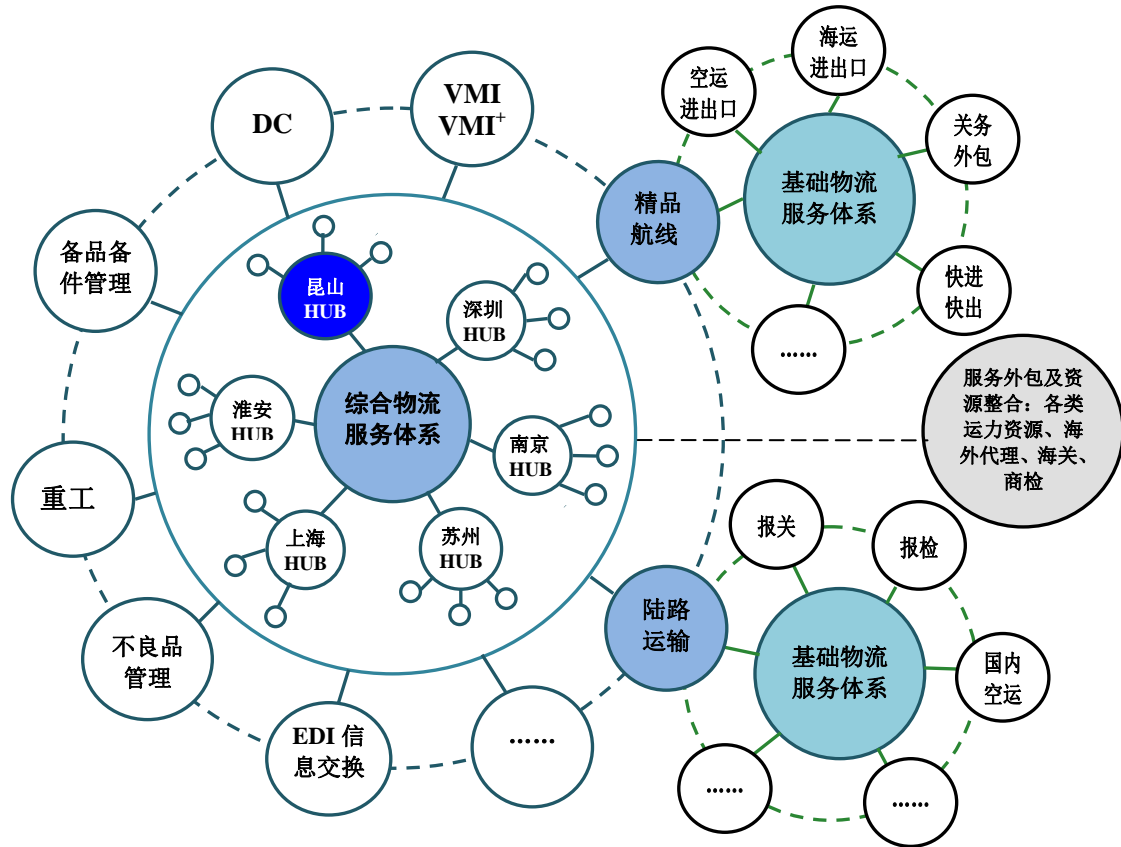 海运
进出口
空运
进出口
VMI
VMI⁺
DC
关务
外包
基础物流
服务体系
精品
航线
备品备
件管理
昆山
HUB
快进
快出
深圳
HUB
……
服务外包及资
源整合：各类
运力资源、海
外代理、海关、
商检
综合物流
服务体系
淮安
HUB
南京
HUB
重工
上海
HUB
苏州
HUB
报关
报检
陆路
运输
不良品
管理
基础物流
服务体系
国内
空运
EDI 信
息交换
……
……
……